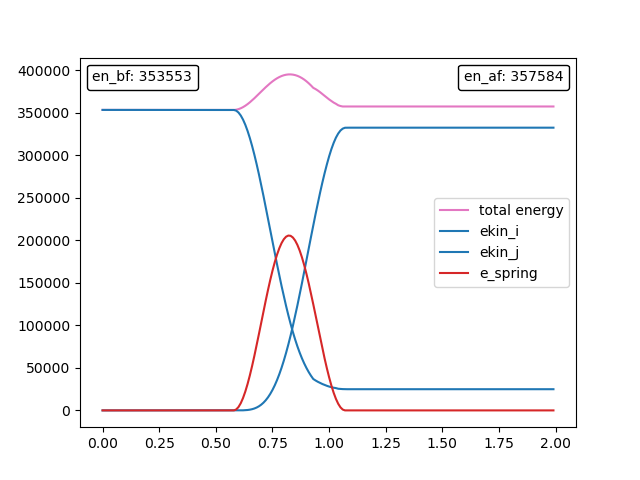 en_bf: 353553
en_af: 357584
400000
350000
300000
250000
200000
150000
100000
50000
0
total energy
ekin_i
ekin_j
e_spring
0.00 0.25 0.50 0.75 1.00 1.25 1.50 1.75 2.00